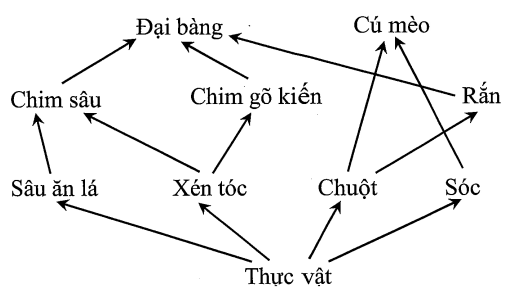 Đại bàng Cú mèo
Chim sâu Chim gõ kiến Rắn
Sâu ăn lá Xén tóc Chuột Sóc
Thực vật